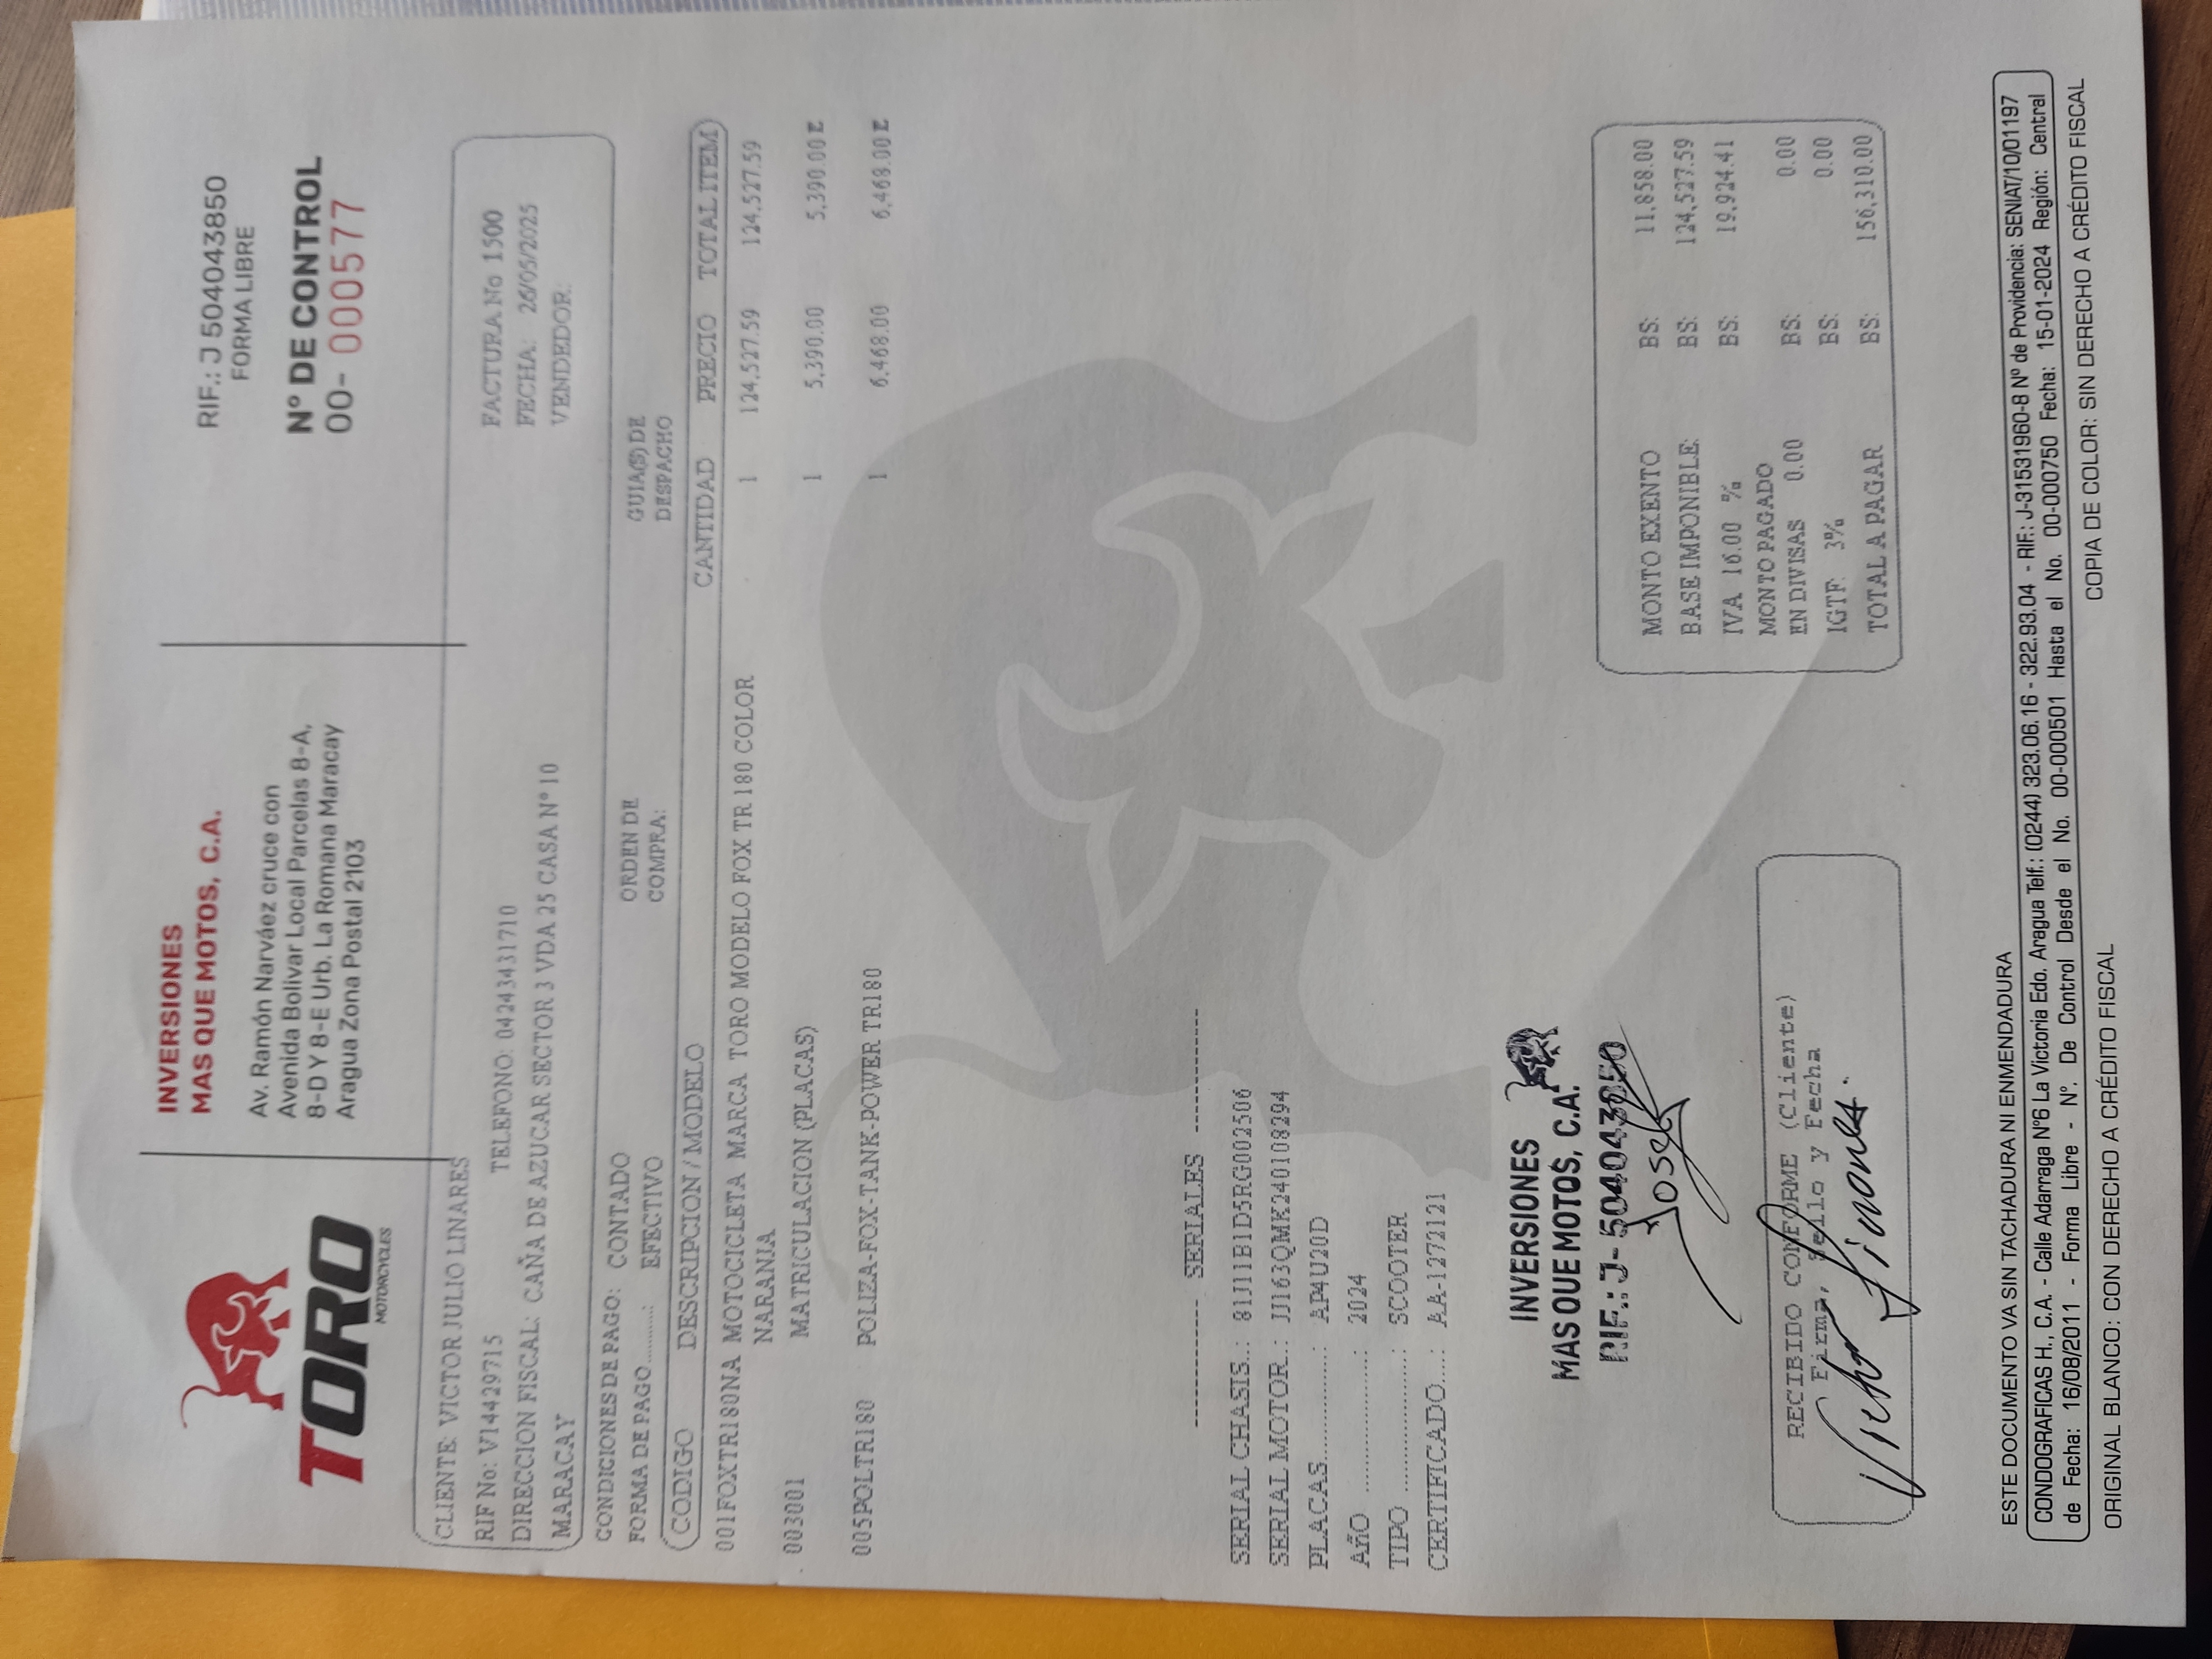 TORO
MOTORCYCLES
INVERSIONES
MAS QUE MOTOS, C.A.
Av. Ramón Narváez cruce con
Avenida Bolívar Local Parcelas 8-A,
8-D Y 8-E Urb. La Romana Maracay
Aragua Zona Postal 2103
RIF.: J 504043850
FORMA LIBRE
N° DE CONTROL
00- 000577
CLIENTE: VICTOR JULIO LINARES
RIF No: V14429715 TELEFONO: 04243431710
DIRECCION FISCAL: CAÑA DE AZUCAR SECTOR 3 VDA 25 CASA N° 10
MARACAY
FACTURA No 1500
FECHA: 26/05/2025
VENDEDOR:
CONDICIONES DE PAGO: CONTADO
FORMA DE PAGO..........: EFECTIVO
ORDEN DE
COMPRA:
GUIA(S) DE
DESPACHO
CODIGO DESCRIPCION / MODELO CANTIDAD PRECIO TOTAL ITEM
001FOXTR180NA MOTOCICLETA MARCA TORO MODELO FOX TR 180 COLOR 1 124,527.59 124,527.59
NARANJA
003001 MATRICULACION (PLACAS) 1 5,390.00 5,390.00 E
005POLTR180 POLIZA-FOX-TANK-POWER TR180 1 6,468.00 6,468.00 E
------------ SERIALES ------------
SERIAL CHASIS..: 81J11B1D5RG002506
SERIAL MOTOR..: JJ163QMK240108294
PLACAS.................: AP4U20D
AÑO .....................: 2024
TIPO .....................: SCOOTER
CERTIFICADO....: AA-1272121
INVERSIONES
MAS QUE MOTOS, C.A.
RIF.: J-504043850
José
MONTO EXENTO BS: 11,858.00
BASE IMPONIBLE: BS: 124,527.59
IVA 16.00 % BS: 19,924.41
MONTO PAGADO
EN DIVISAS 0.00 BS: 0.00
IGTF: 3% BS: 0.00
TOTAL A PAGAR BS: 156,310.00
RECIBIDO CONFORME (Cliente)
Firma, Sello y Fecha
Victor Linares.
ESTE DOCUMENTO VA SIN TACHADURA NI ENMENDADURA
CONDOGRAFICAS H., C.A. - Calle Adarraga N°6 La Victoria Edo. Aragua Telf.: (0244) 323.06.16 - 322.93.04 - RIF.: J-31531960-8 Nº de Providencia: SENIAT/10/01197
de Fecha: 16/08/2011 - Forma Libre - N°. De Control Desde el No. 00-000501 Hasta el No. 00-000750 Fecha: 15-01-2024 Región: Central
ORIGINAL BLANCO: CON DERECHO A CRÉDITO FISCAL COPIA DE COLOR: SIN DERECHO A CRÉDITO FISCAL